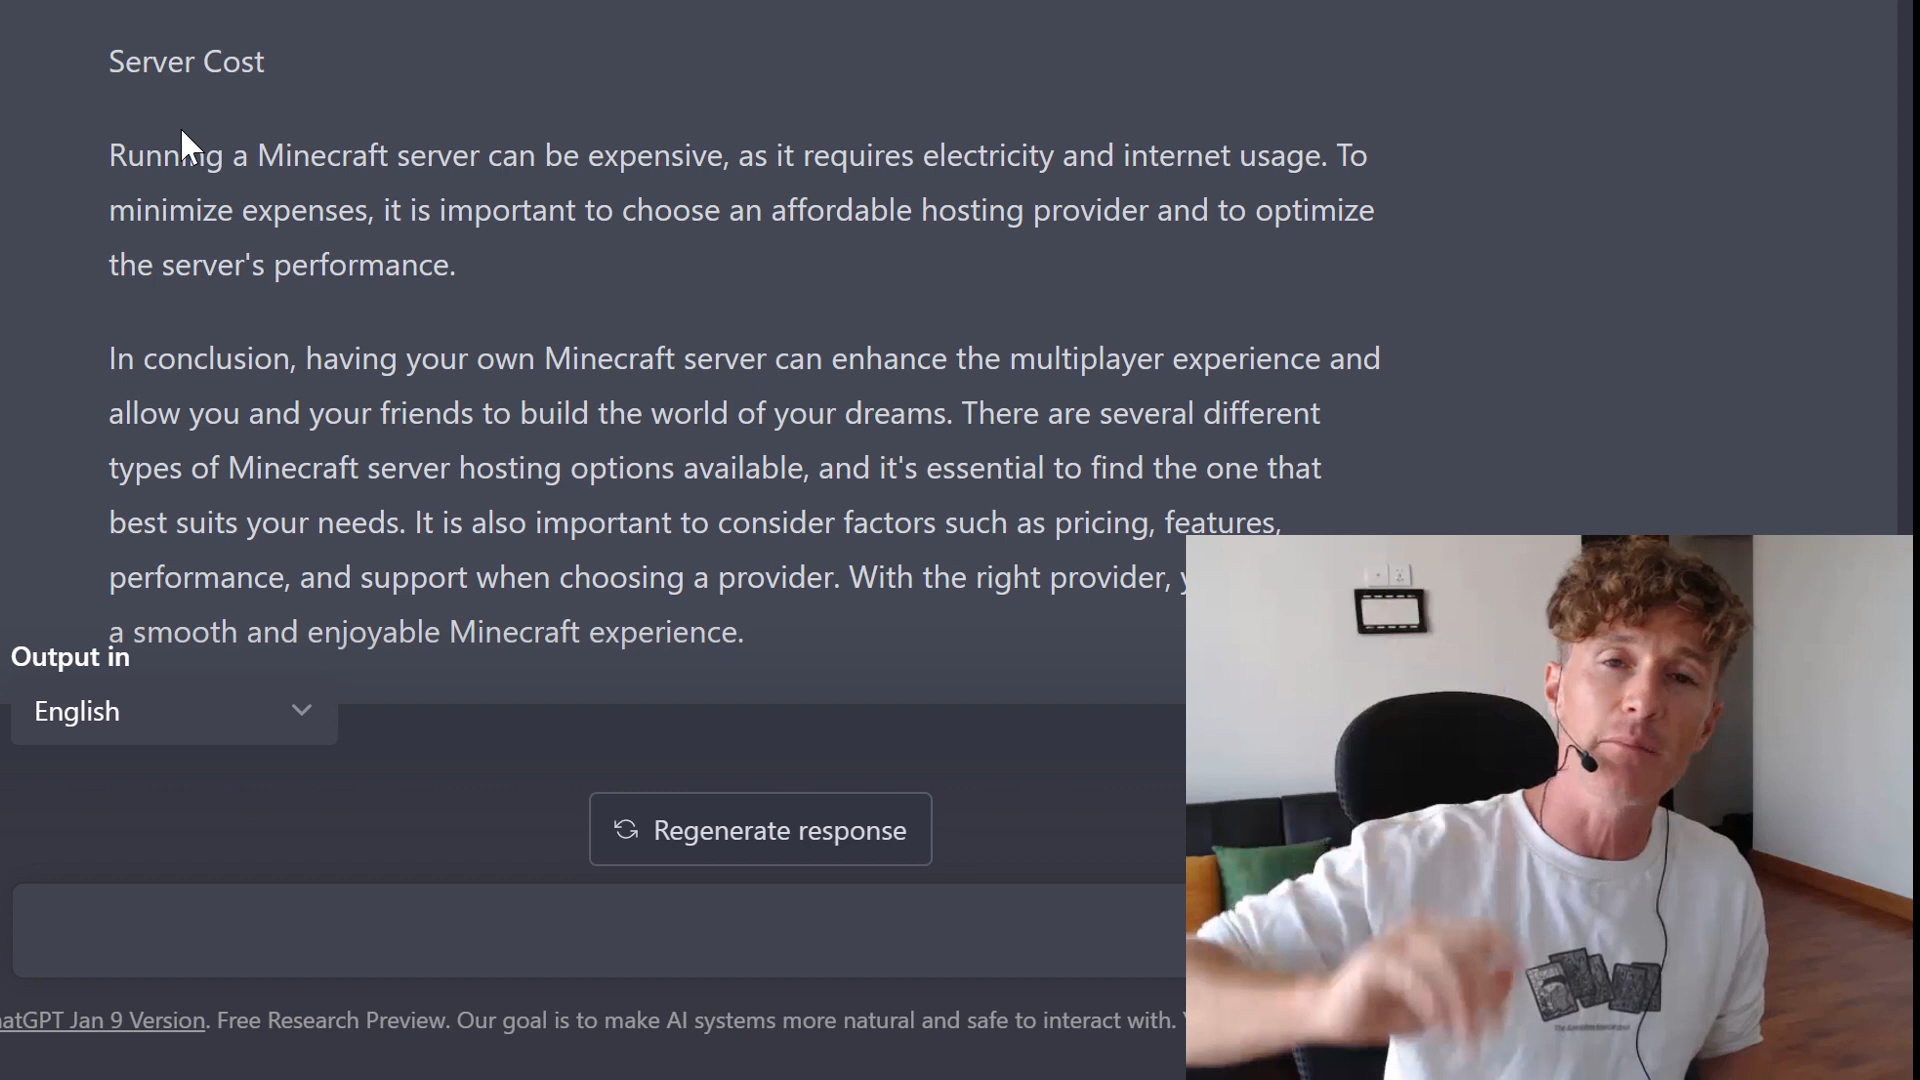 Server Cost
Running a Minecraft server can be expensive, as it requires electricity and internet usage. To
minimize expenses, it is important to choose an affordable hosting provider and to optimize
the server's performance.
In conclusion, having your own Minecraft server can enhance the multiplayer experience and
allow you and your friends to build the world of your dreams. There are several different
types of Minecraft server hosting options available, and it's essential to find the one that
best suits your needs. It is also important to consider factors such as pricing, features,
performance, and support when choosing a provider. With the right provider,
a smooth and enjoyable Minecraft experience.
Output in
English
Regenerate response
atGPT Jan 9 Version. Free Research Preview. Our goal is to make AI systems more natural and safe to interact with.